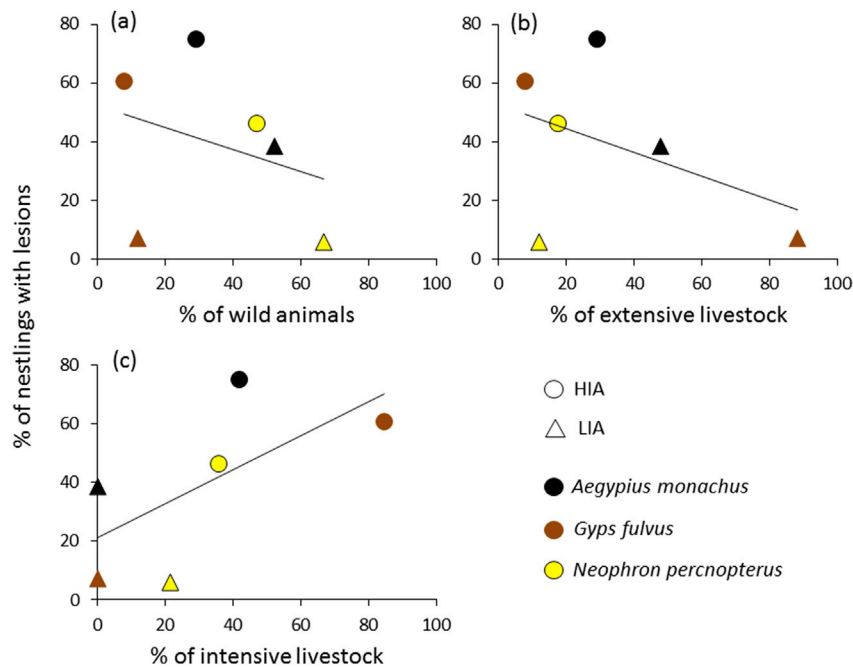 % of nestlings with lesions
(a)
80
60
40
20
0
0 20 40 60 80 100
% of wild animals
(b)
80
60
40
20
0
0 20 40 60 80 100
% of extensive livestock
(c)
80
60
40
20
0
0 20 40 60 80 100
% of intensive livestock
HIA
LIA
Aegypius monachus
Gyps fulvus
Neophron percnopterus